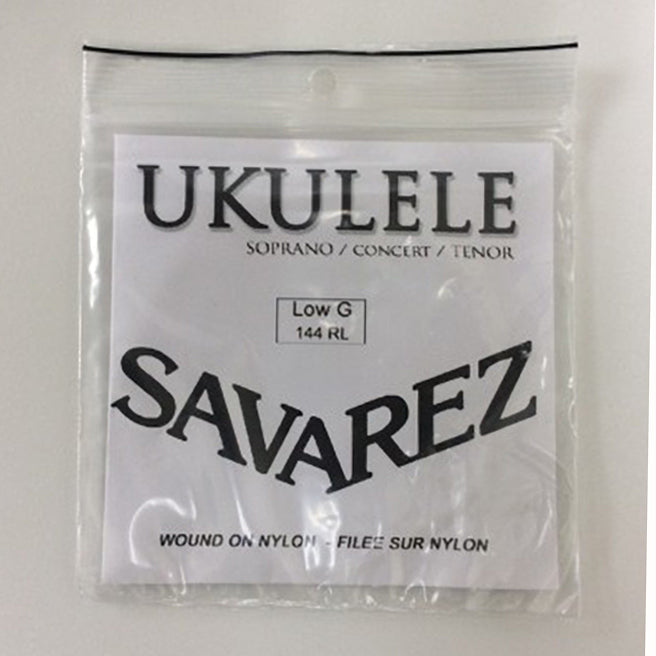 UKULELE
SOPRANO / CONCERT / TENOR
Low G
144 RL
SAVAREZ
WOUND ON NYLON - FILEE SUR NYLON